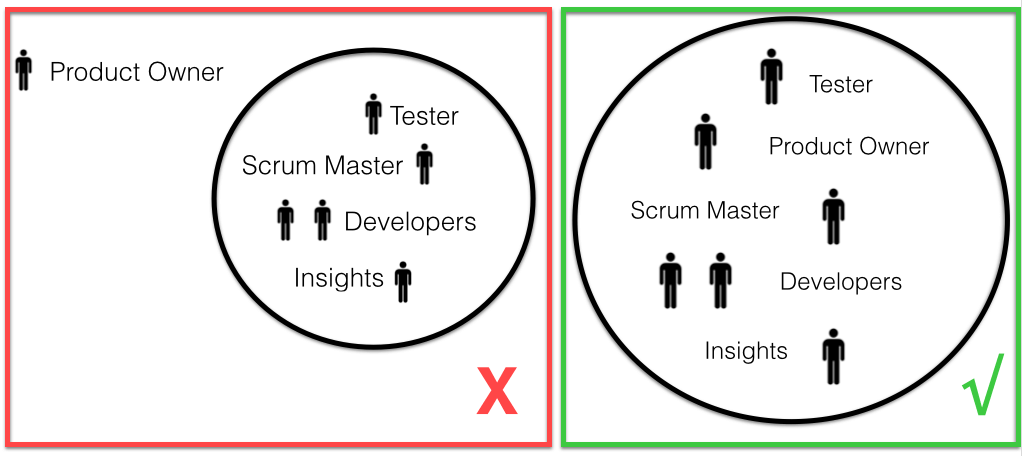 Product Owner
Tester
Scrum Master
Developers
Insights
X
Tester
Product Owner
Scrum Master
Developers
Insights
√